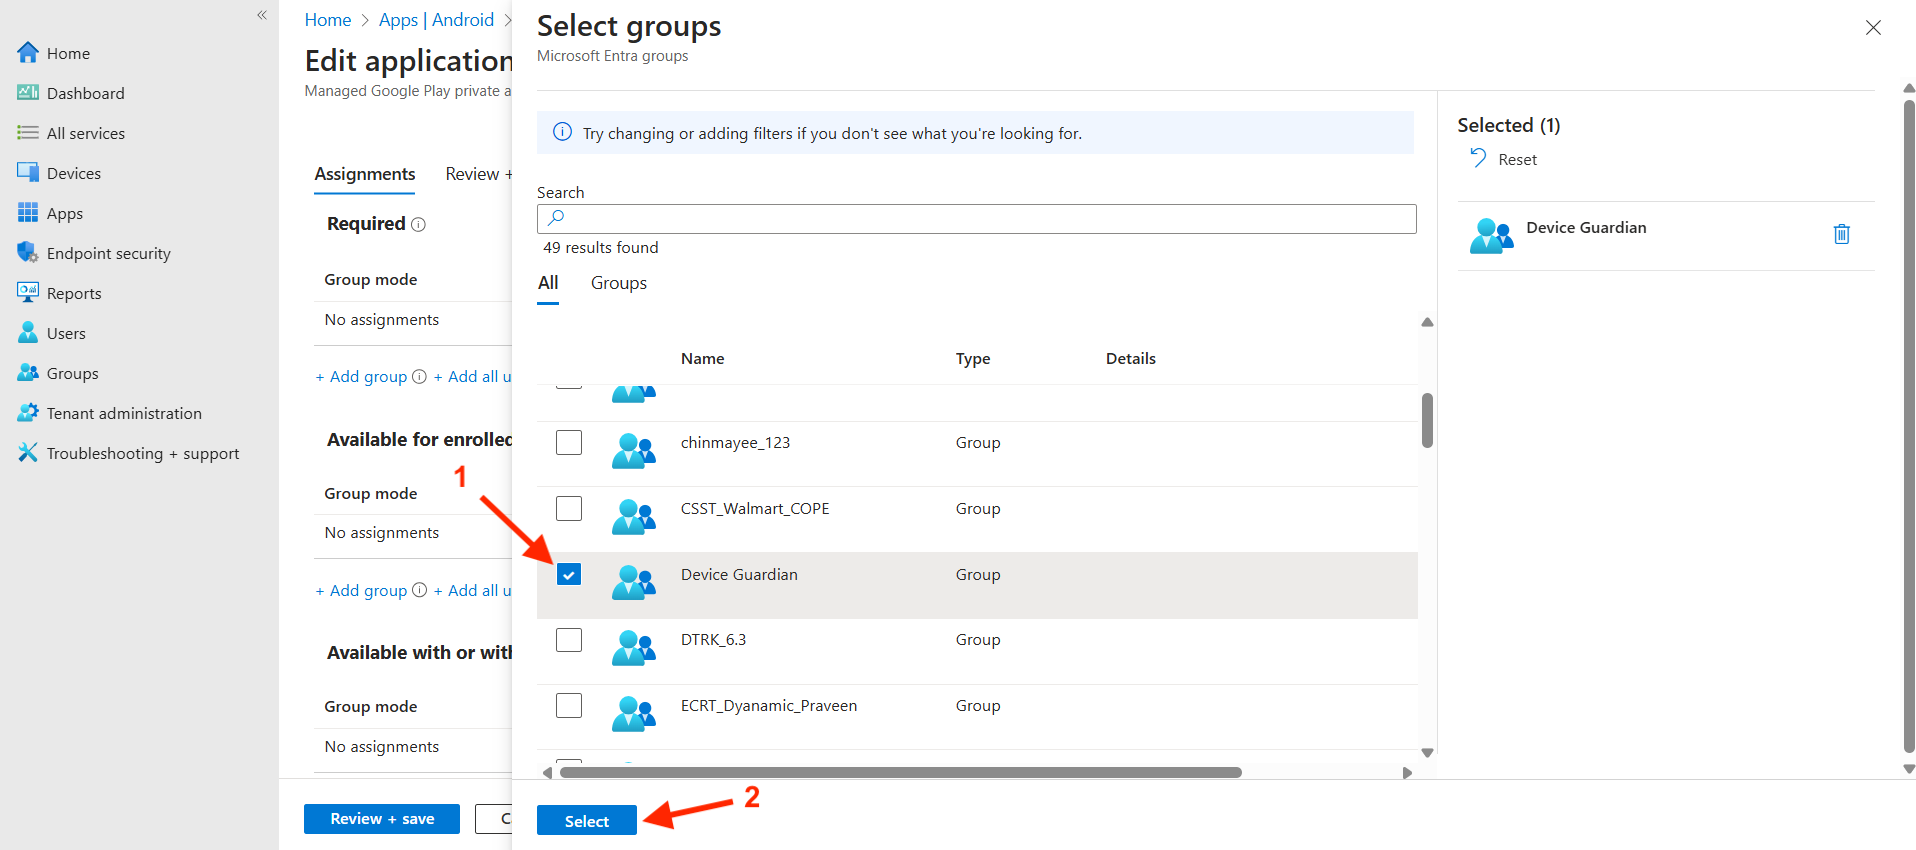 Home
Dashboard
All services
Devices
Apps
Endpoint security
Reports
Users
Groups
Tenant administration
Troubleshooting + support
Home > Apps | Android >
Edit application
Managed Google Play private a
Assignments Review +
Required
Group mode
No assignments
+ Add group + Add all u
Available for enrolled
Group mode
No assignments
+ Add group + Add all u
Available with or with
Group mode
No assignments
Review + save
C
Select groups
Microsoft Entra groups
Try changing or adding filters if you don't see what you're looking for.
Search
49 results found
All Groups
Name Type Details
chinmayee_123 Group
CSST_Walmart_COPE Group
Device Guardian Group
DTRK_6.3 Group
ECRT_Dyanamic_Praveen Group
1
2
Select
Selected (1)
Reset
Device Guardian